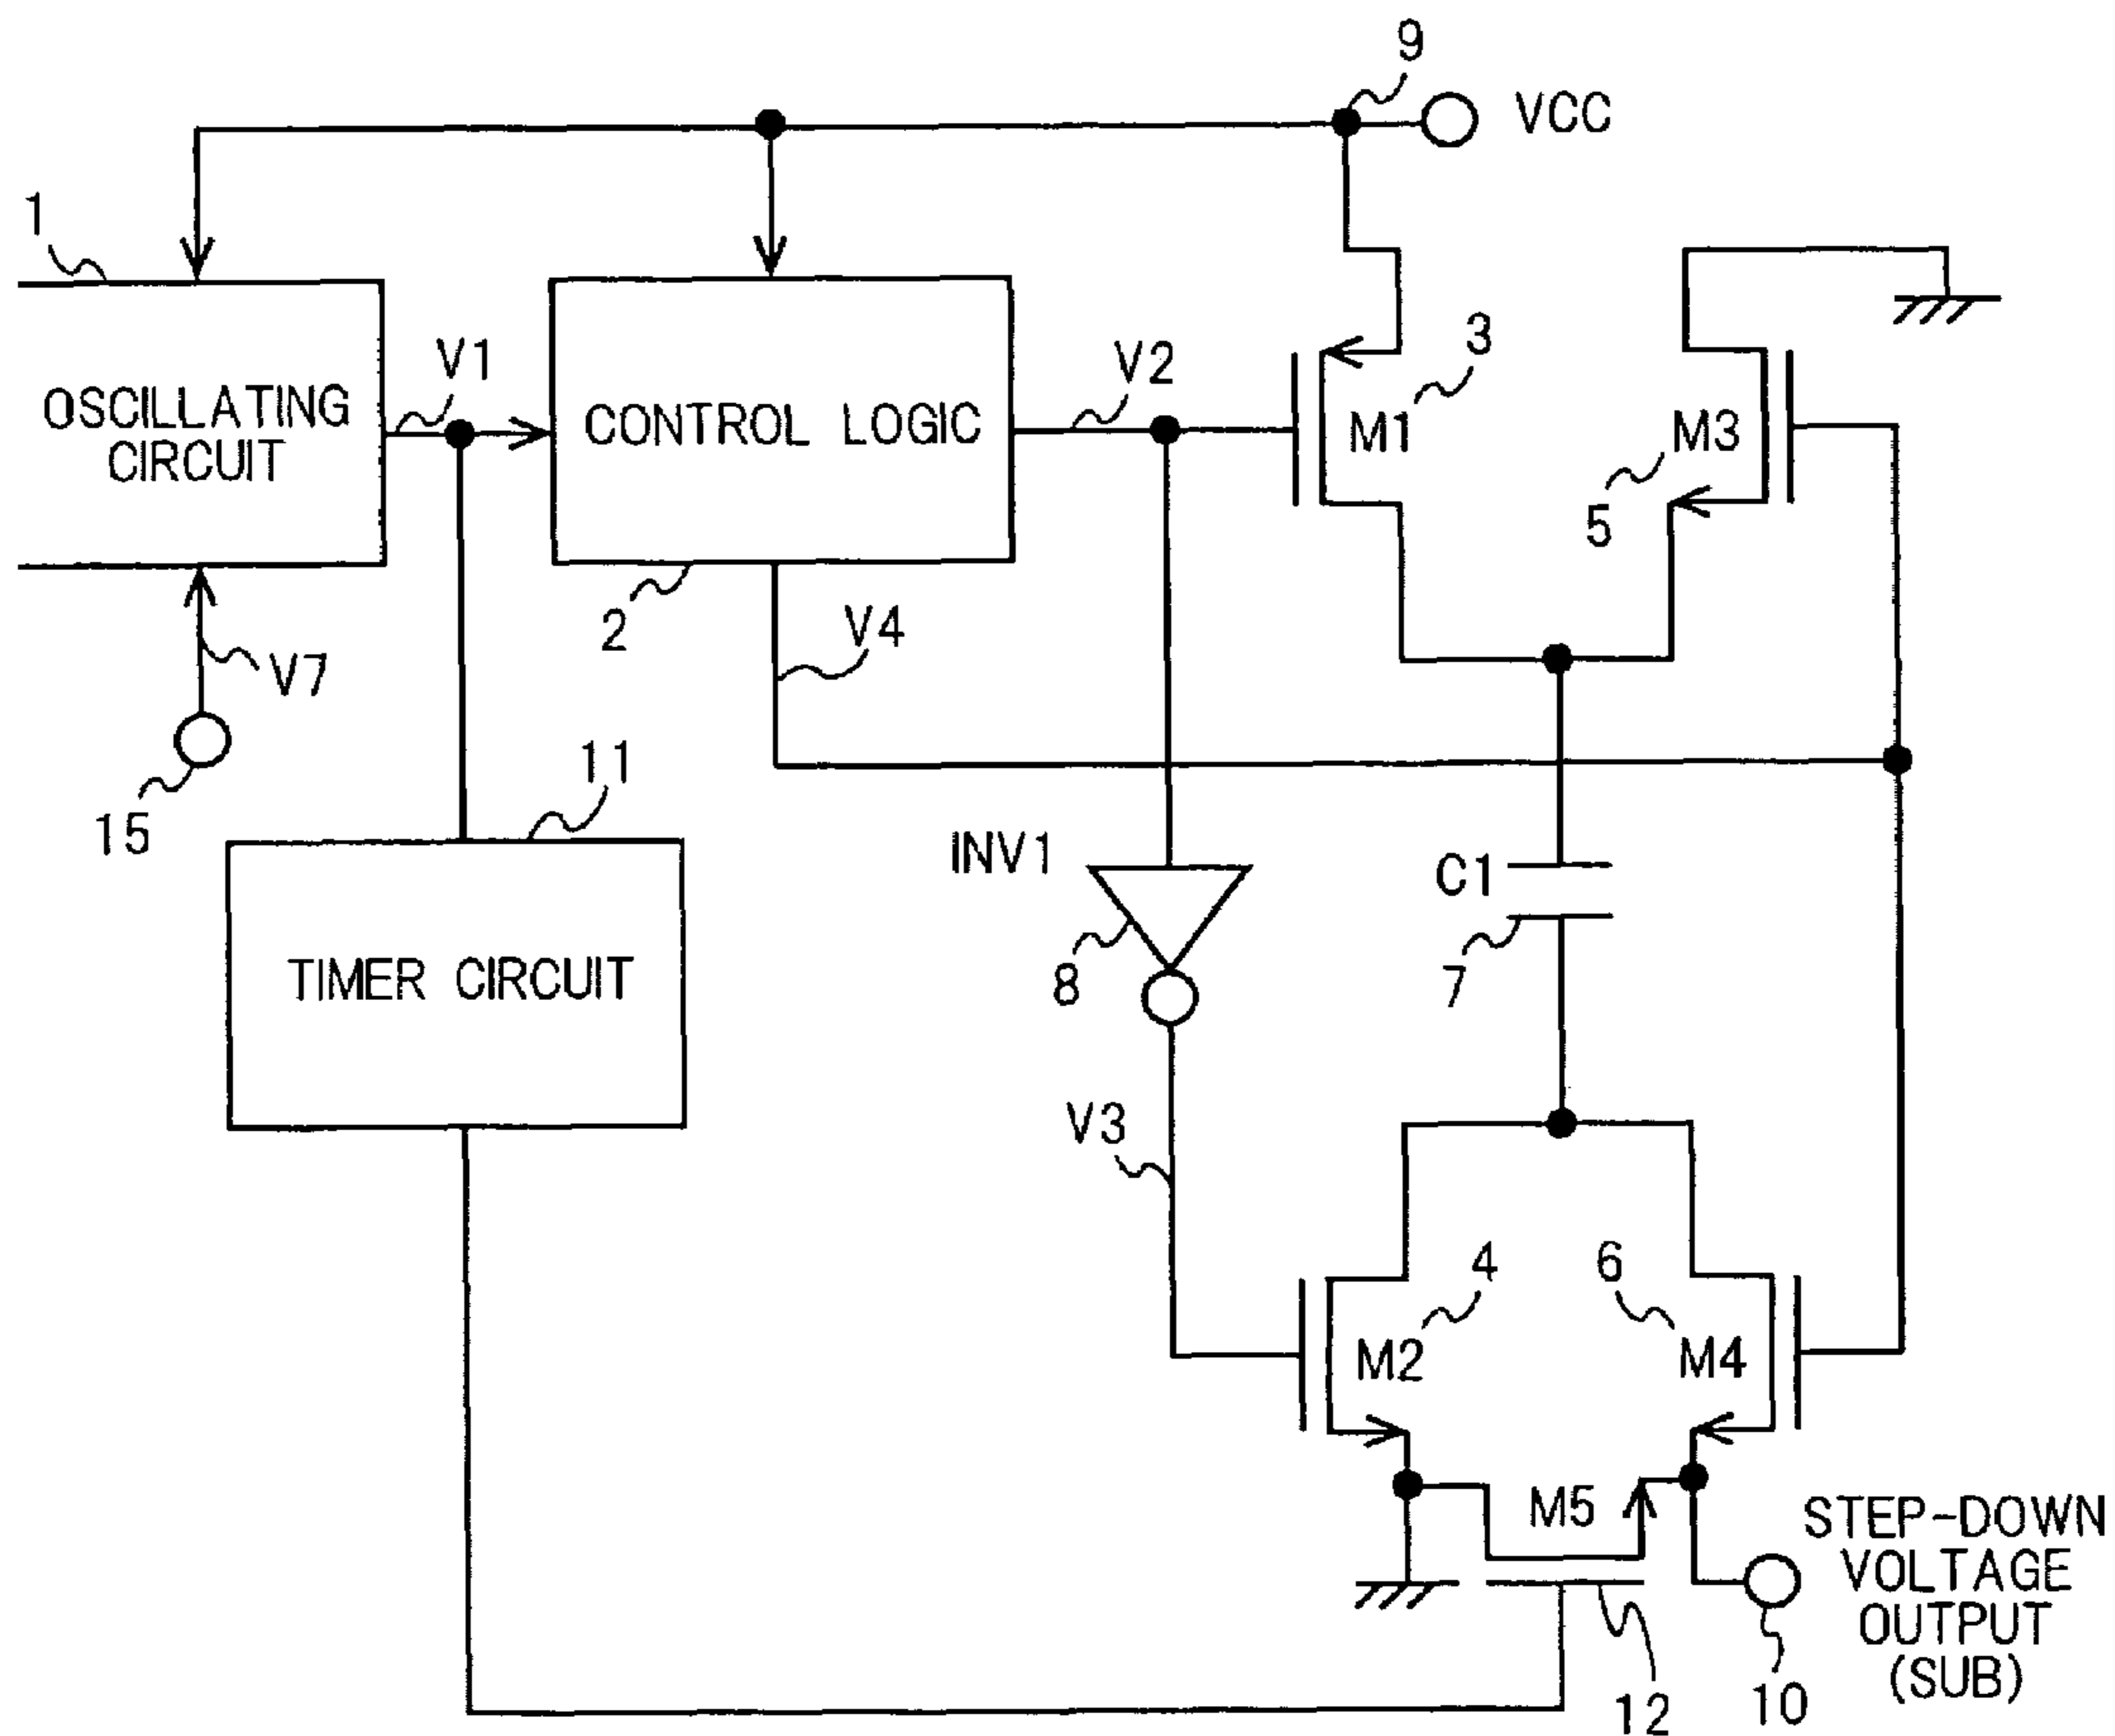 9
VCC
1
V1
OSCILLATING
CIRCUIT
CONTROL LOGIC
V2
3
M1
M3
5
2
V4
V7
15
11
INV1
C1
8
7
TIMER CIRCUIT
V3
4
6
M2
M4
M5
STEP-DOWN
VOLTAGE
OUTPUT
(SUB)
12
10